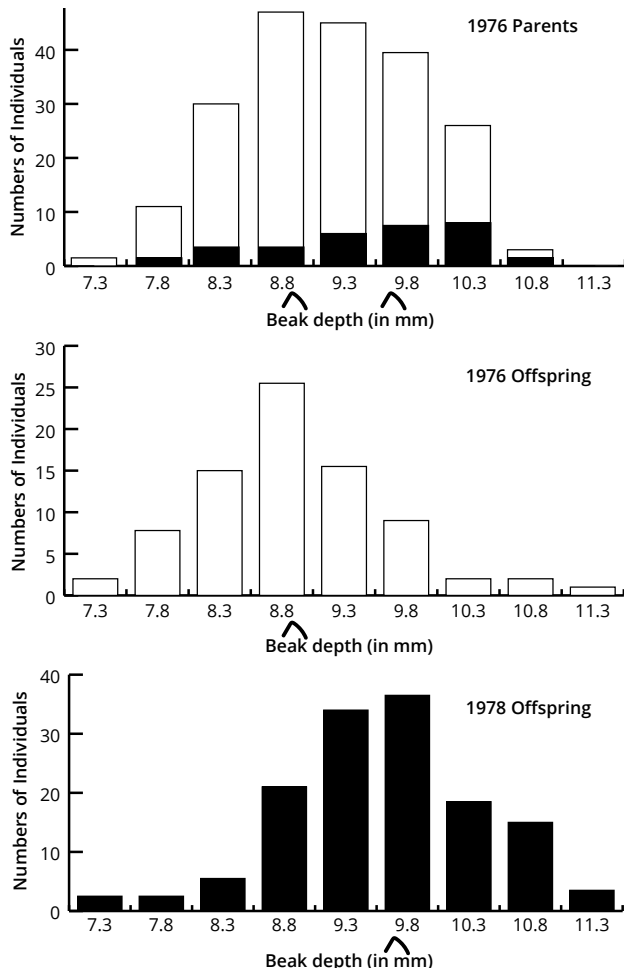 1976 Parents
Numbers of Individuals
40
30
20
10
0
7.3 7.8 8.3 8.8 9.3 9.8 10.3 10.8 11.3
Beak depth (in mm)
1976 Offspring
Numbers of Individuals
30
25
20
15
10
5
0
7.3 7.8 8.3 8.8 9.3 9.8 10.3 10.8 11.3
Beak depth (in mm)
1978 Offspring
Numbers of Individuals
40
30
20
10
0
7.3 7.8 8.3 8.8 9.3 9.8 10.3 10.8 11.3
Beak depth (in mm)